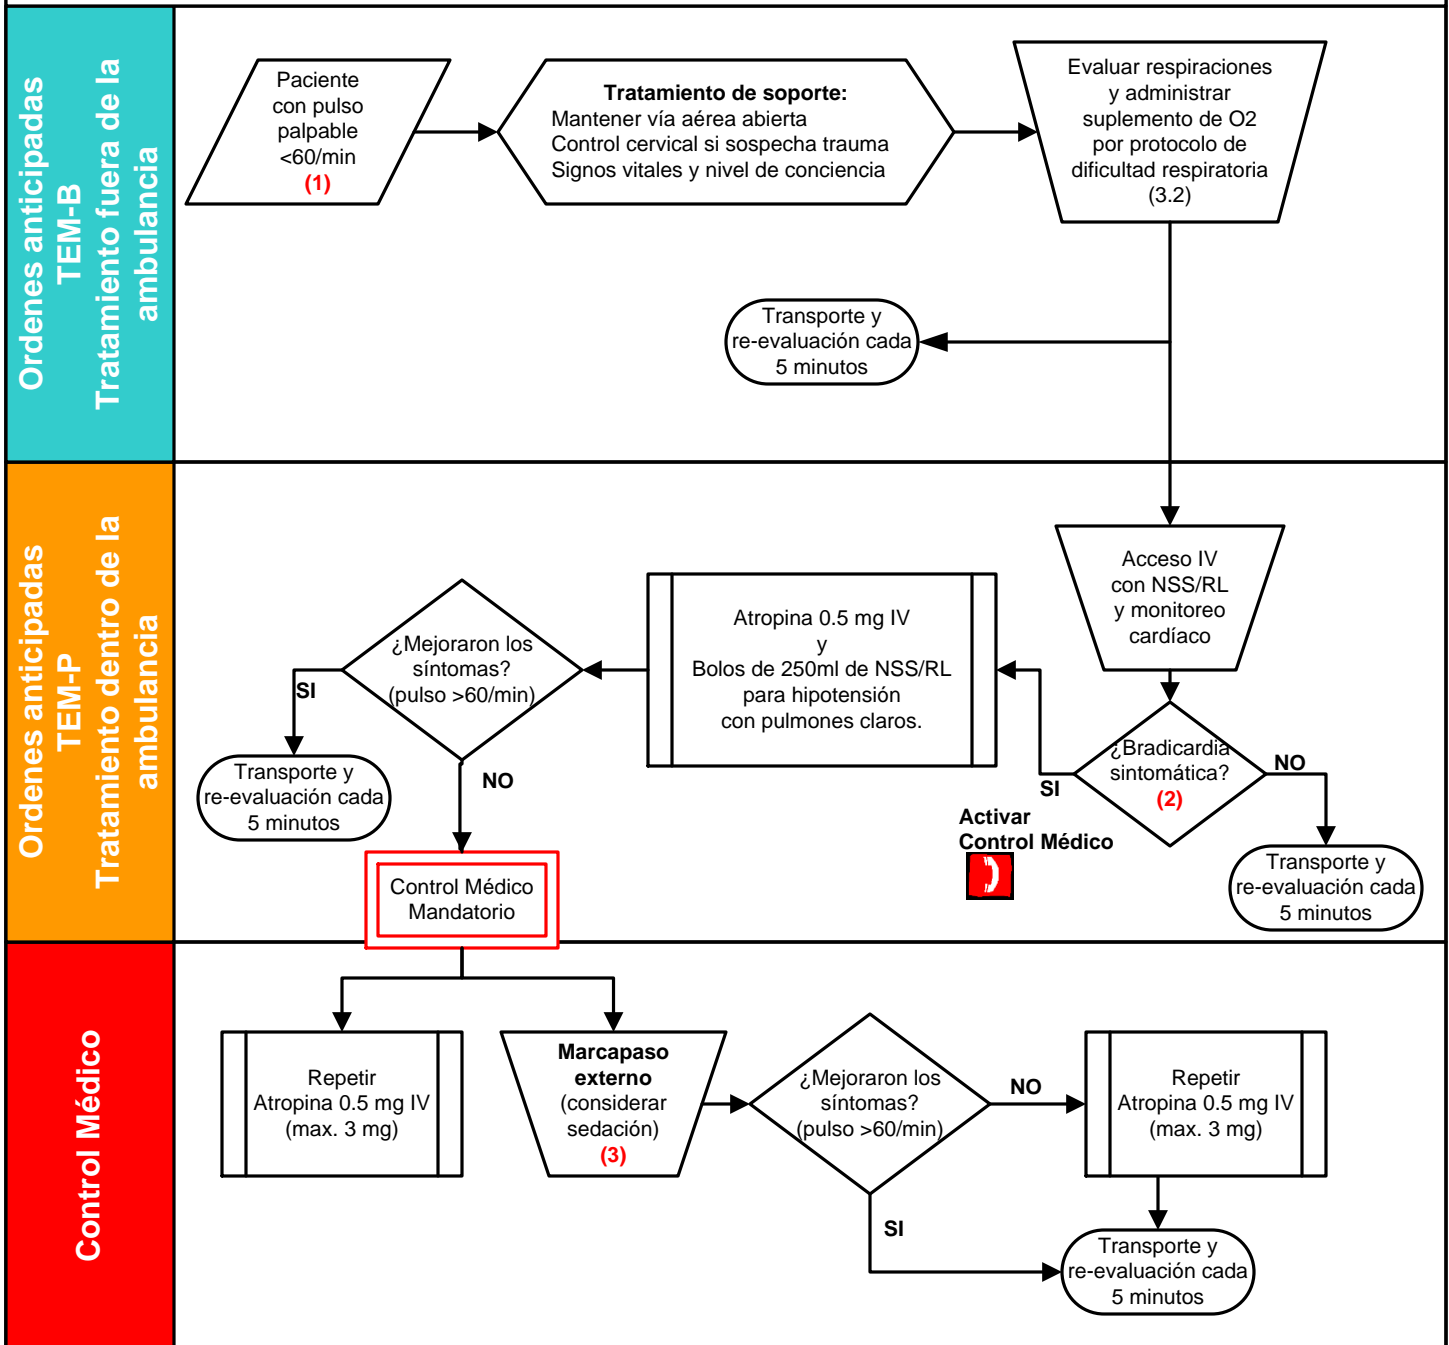 Ordenes anticipadas
TEM-B
Tratamiento fuera de la
ambulancia
Paciente
con pulso
palpable
<60/min
(1)
Tratamiento de soporte:
Mantener vía aérea abierta
Control cervical si sospecha trauma
Signos vitales y nivel de conciencia
Evaluar respiraciones
y administrar
suplemento de O2
por protocolo de
dificultad respiratoria
(3.2)
Transporte y
re-evaluación cada
5 minutos
Ordenes anticipadas
TEM-P
Tratamiento dentro de la
ambulancia
Acceso IV
con NSS/RL
y monitoreo
cardíaco
¿Bradicardia
sintomática?
(2)
NO
Transporte y
re-evaluación cada
5 minutos
SI
Activar
Control Médico
Atropina 0.5 mg IV
y
Bolos de 250ml de NSS/RL
para hipotensión
con pulmones claros.
¿Mejoraron los
síntomas?
(pulso >60/min)
SI
Transporte y
re-evaluación cada
5 minutos
NO
Control Médico
Mandatorio
Control Médico
Repetir
Atropina 0.5 mg IV
(max. 3 mg)
Marcapaso
externo
(considerar
sedación)
(3)
¿Mejoraron los
síntomas?
(pulso >60/min)
NO
Repetir
Atropina 0.5 mg IV
(max. 3 mg)
SI
Transporte y
re-evaluación cada
5 minutos